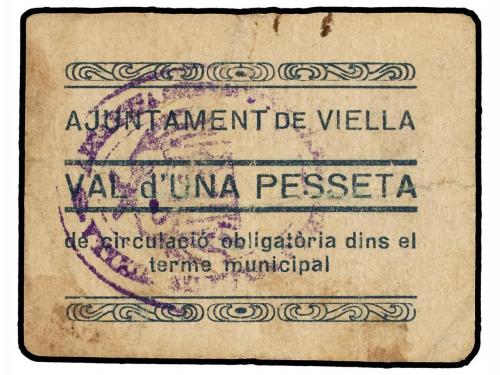 AJUNTAMENT DE VIELLA
VAL d'UNA PESSETA
de circulació obligatòria dins el
terme municipal